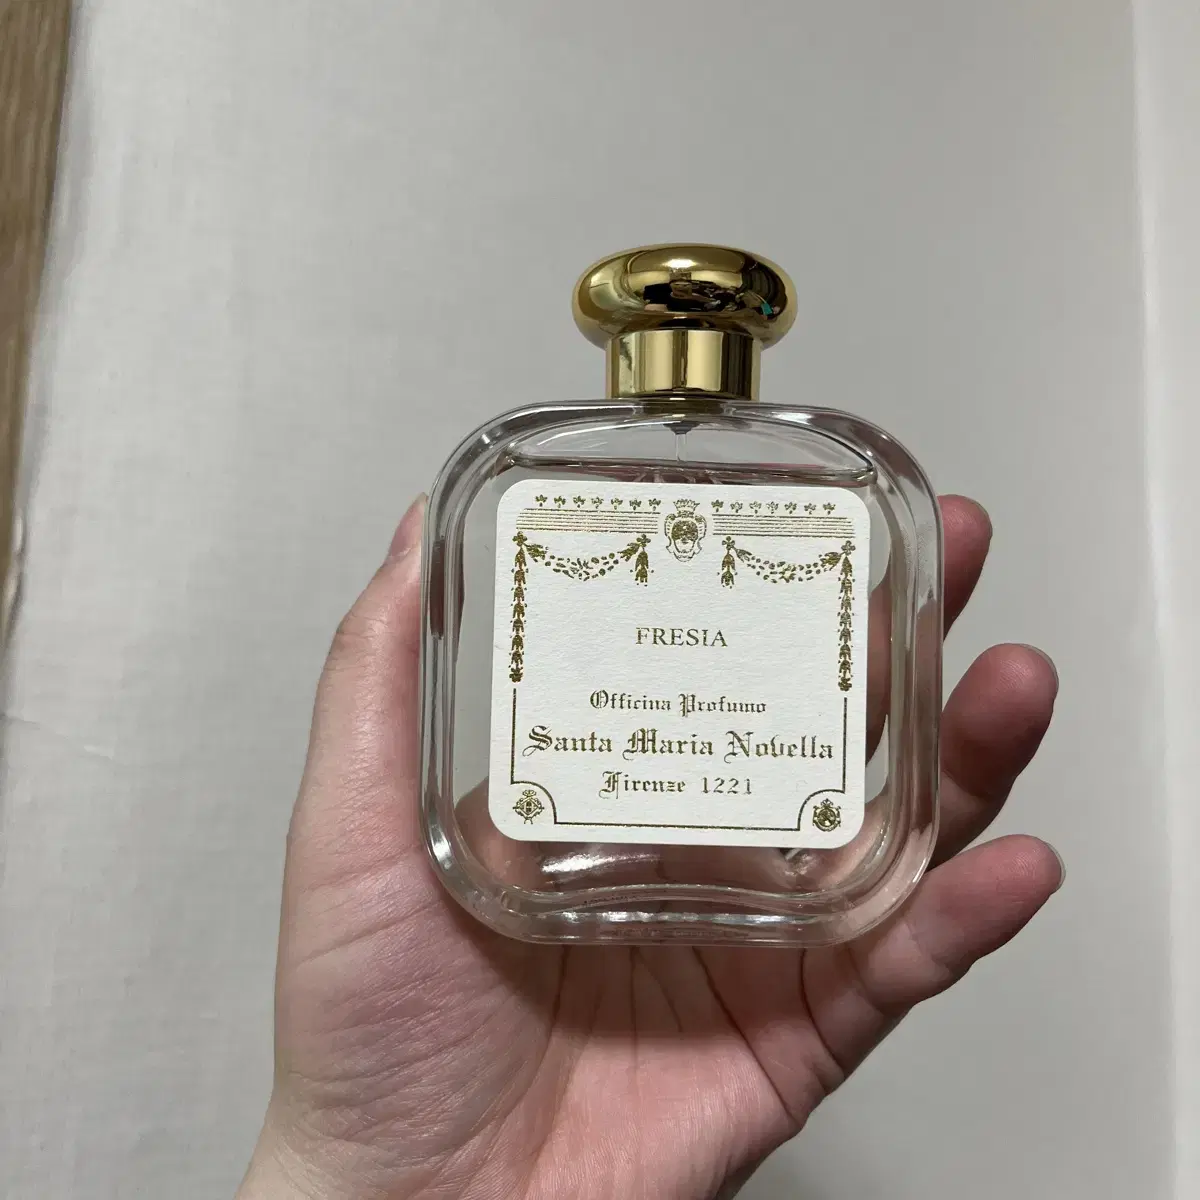 FRESIA
Officina Profumo
Santa Maria Novella
Firenze 1221